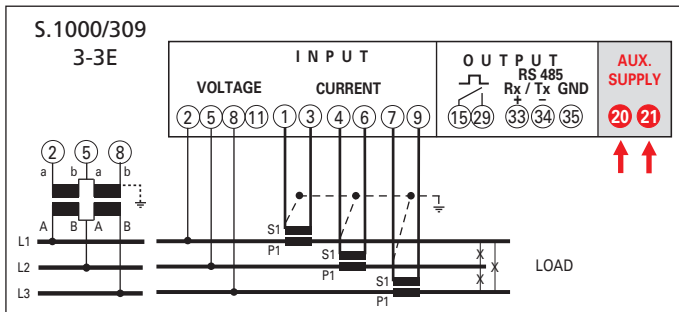 S.1000/309
3-3E
INPUT
VOLTAGE CURRENT
2 5 8 11 1 3 4 6 7 9
OUTPUT
RS 485
Rx / Tx GND
+ −
15 29 33 34 35
AUX.
SUPPLY
20 21
2 5 8
a b a b
A B A B
L1
L2
L3
S1
P1
S1
P1
S1
P1
X
X X
X
LOAD